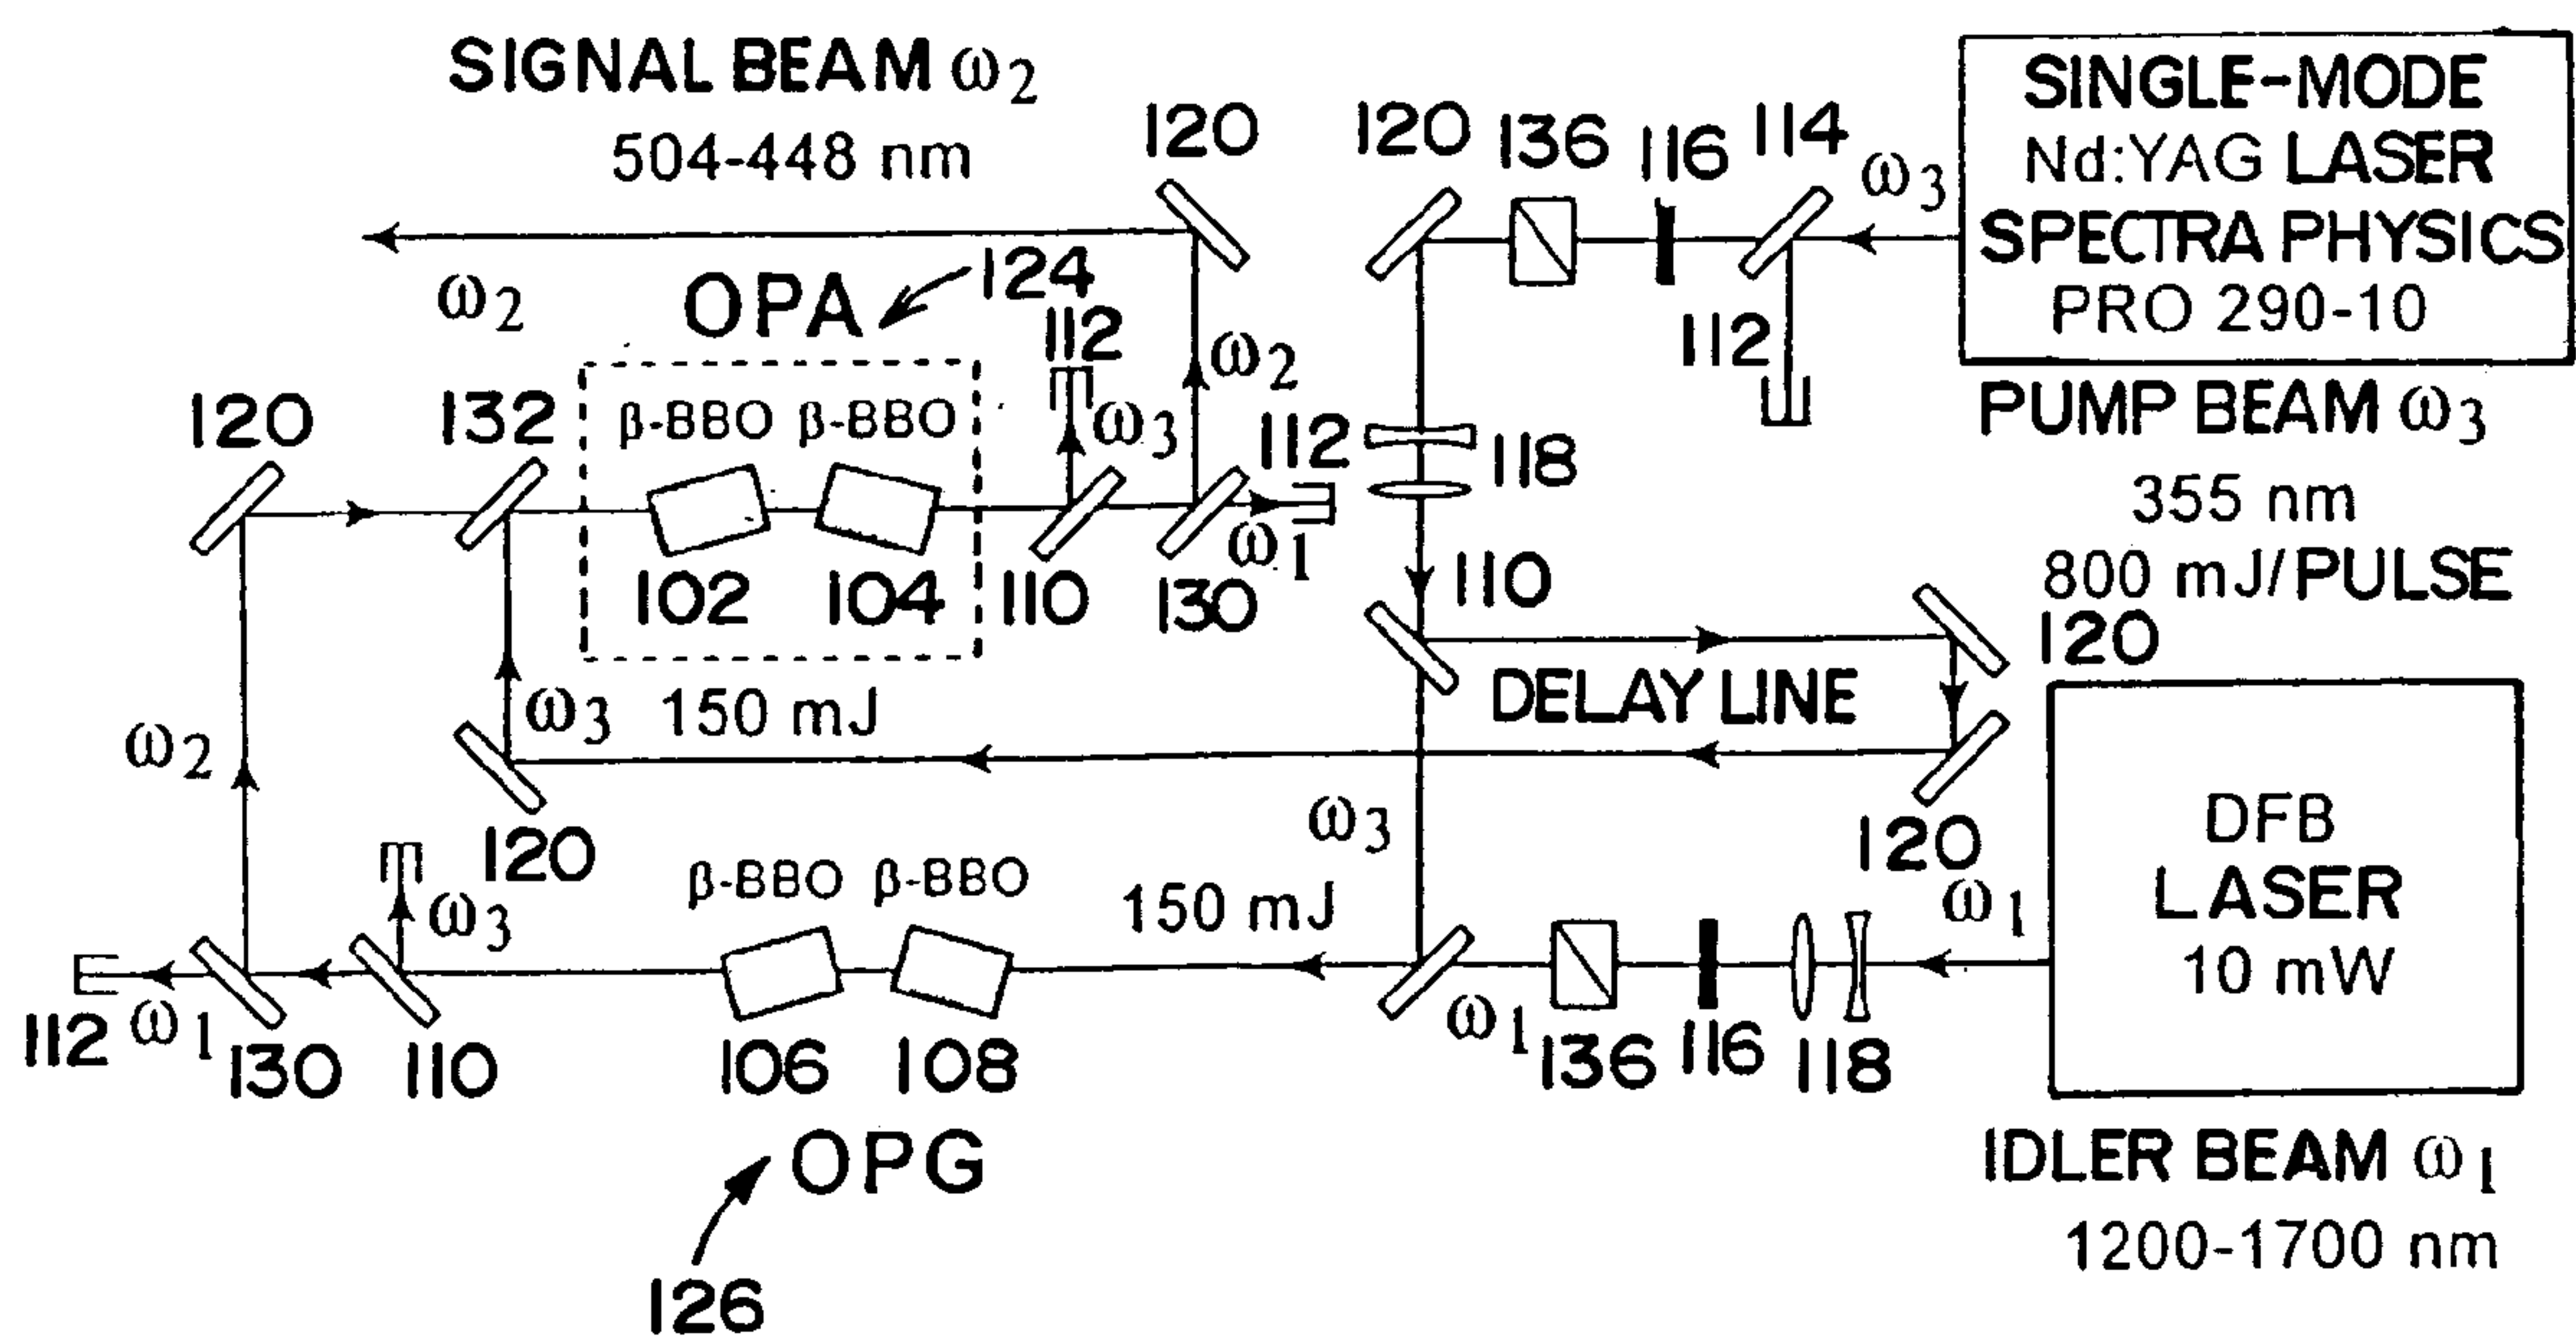 SIGNAL BEAM ω2
504-448 nm
120
120
136
116
114
ω3
SINGLE-MODE
Nd:YAG LASER
SPECTRA PHYSICS
PRO 290-10
ω2
OPA
124
112
ω2
112
PUMP BEAM ω3
355 nm
800 mJ/PULSE
120
132
β-BBO
β-BBO
ω3
112
118
102
104
110
130
ω1
110
120
ω2
ω3
150 mJ
DELAY LINE
120
ω3
120
DFB
LASER
10 mW
ω3
β-BBO
β-BBO
150 mJ
ω1
112
ω1
130
110
106
108
ω1
136
116
118
OPG
126
IDLER BEAM ω1
1200-1700 nm